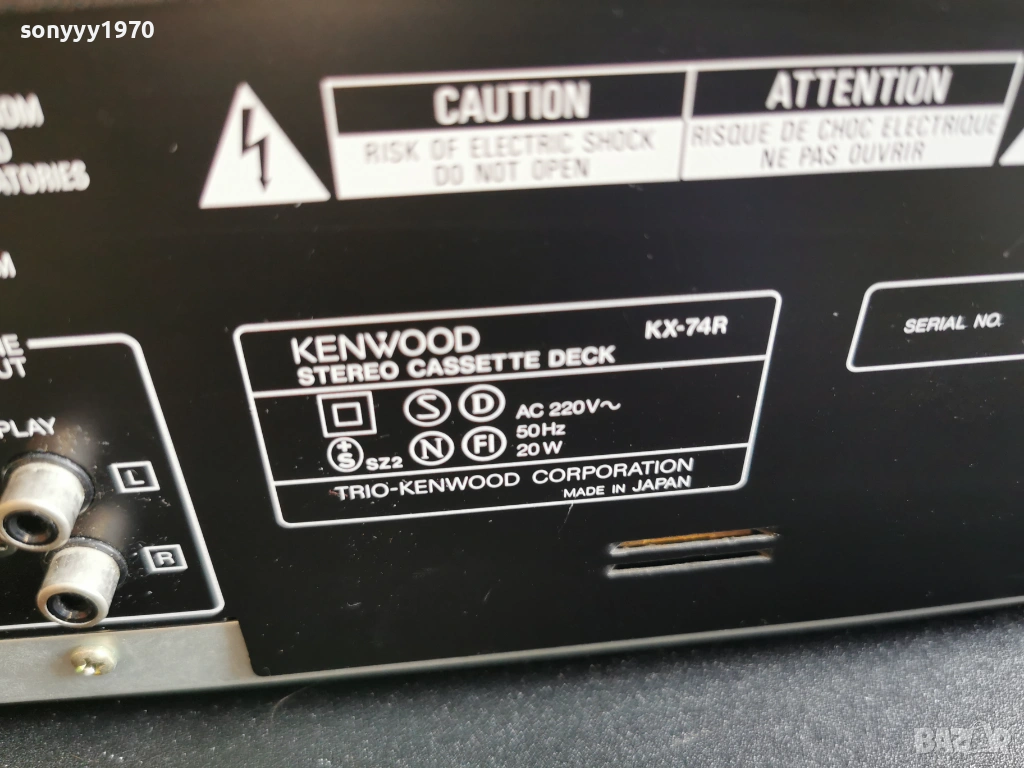 sonyyy1970
CAUTION
RISK OF ELECTRIC SHOCK
DO NOT OPEN
ATTENTION
RISQUE DE CHOC ELECTRIQUE
NE PAS OUVRIR
KENWOOD
KX-74R
STEREO CASSETTE DECK
S D AC 220V~
50Hz
+S SZ2 N FI 20W
TRIO-KENWOOD CORPORATION
MADE IN JAPAN
SERIAL NO.
PLAY
L
R
BAZAR